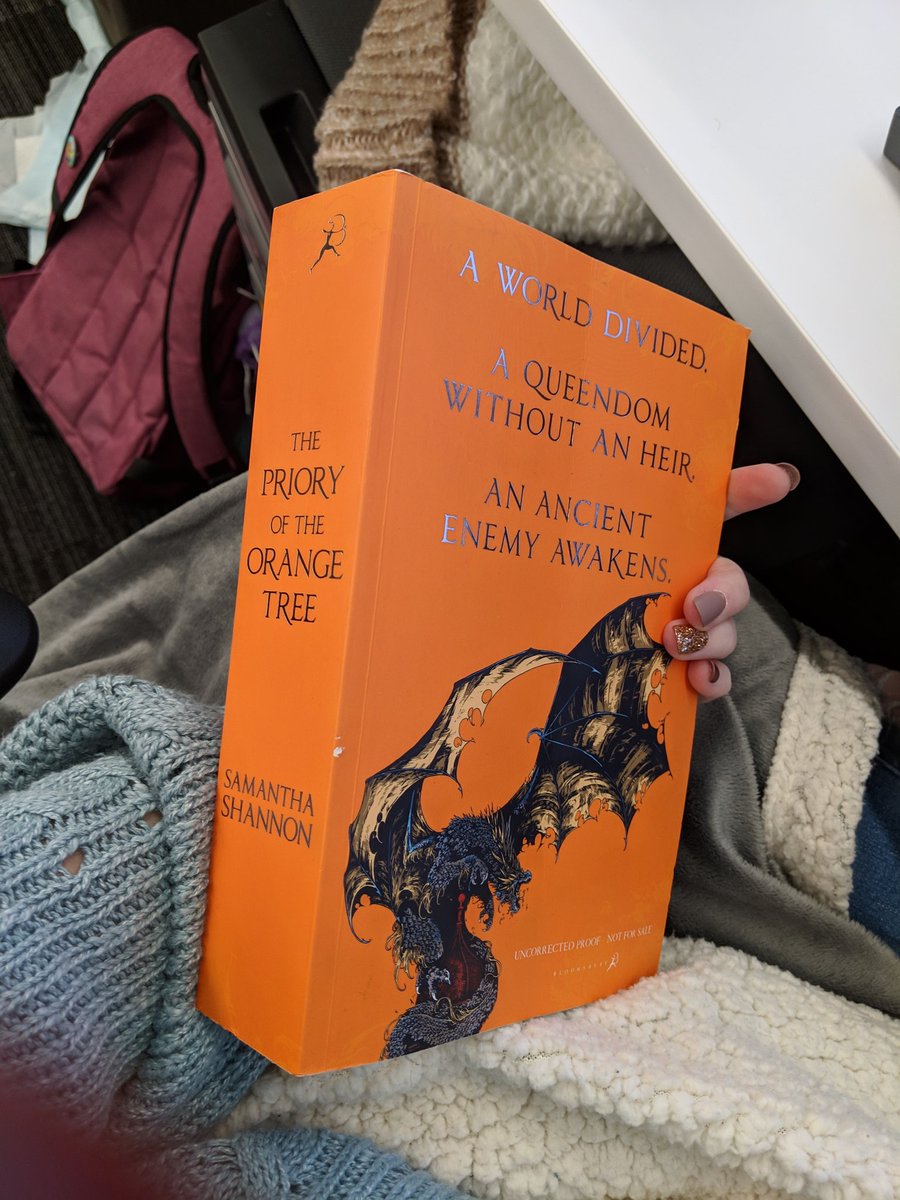 THE
PRIORY
OF THE
ORANGE
TREE
SAMANTHA
SHANNON
A WORLD DIVIDED.
A QUEENDOM
WITHOUT AN HEIR.
AN ANCIENT
ENEMY AWAKENS.
UNCORRECTED PROOF - NOT FOR SALE
BLOOMSBURY